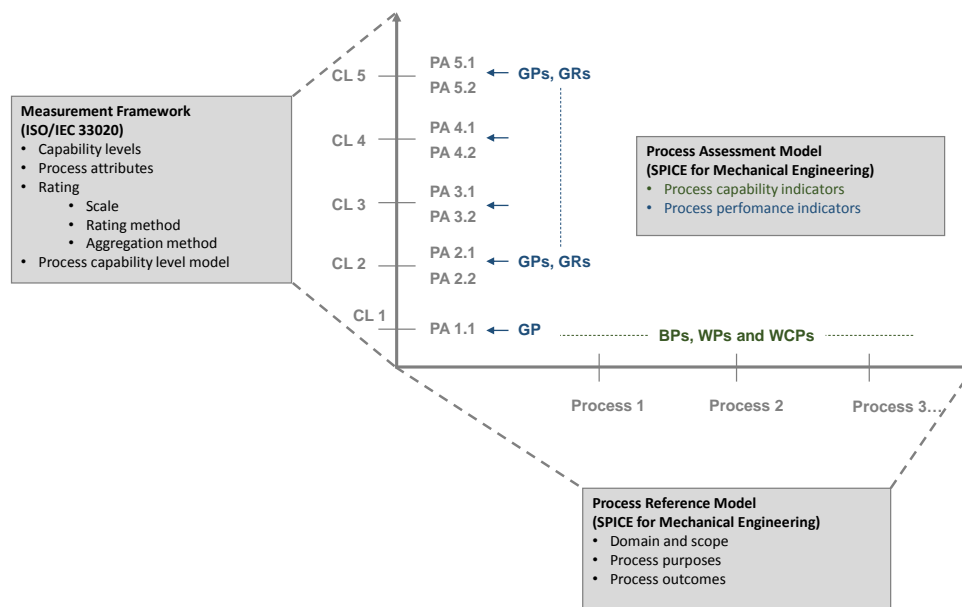 Measurement Framework
(ISO/IEC 33020)
• Capability levels
• Process attributes
• Rating
• Scale
• Rating method
• Aggregation method
• Process capability level model
CL 5
PA 5.1
PA 5.2
GPs, GRs
CL 4
PA 4.1
PA 4.2
CL 3
PA 3.1
PA 3.2
CL 2
PA 2.1
PA 2.2
GPs, GRs
CL 1
PA 1.1
GP
BPs, WPs and WCPs
Process Assessment Model
(SPICE for Mechanical Engineering)
• Process capability indicators
• Process perfomance indicators
Process 1
Process 2
Process 3...
Process Reference Model
(SPICE for Mechanical Engineering)
• Domain and scope
• Process purposes
• Process outcomes